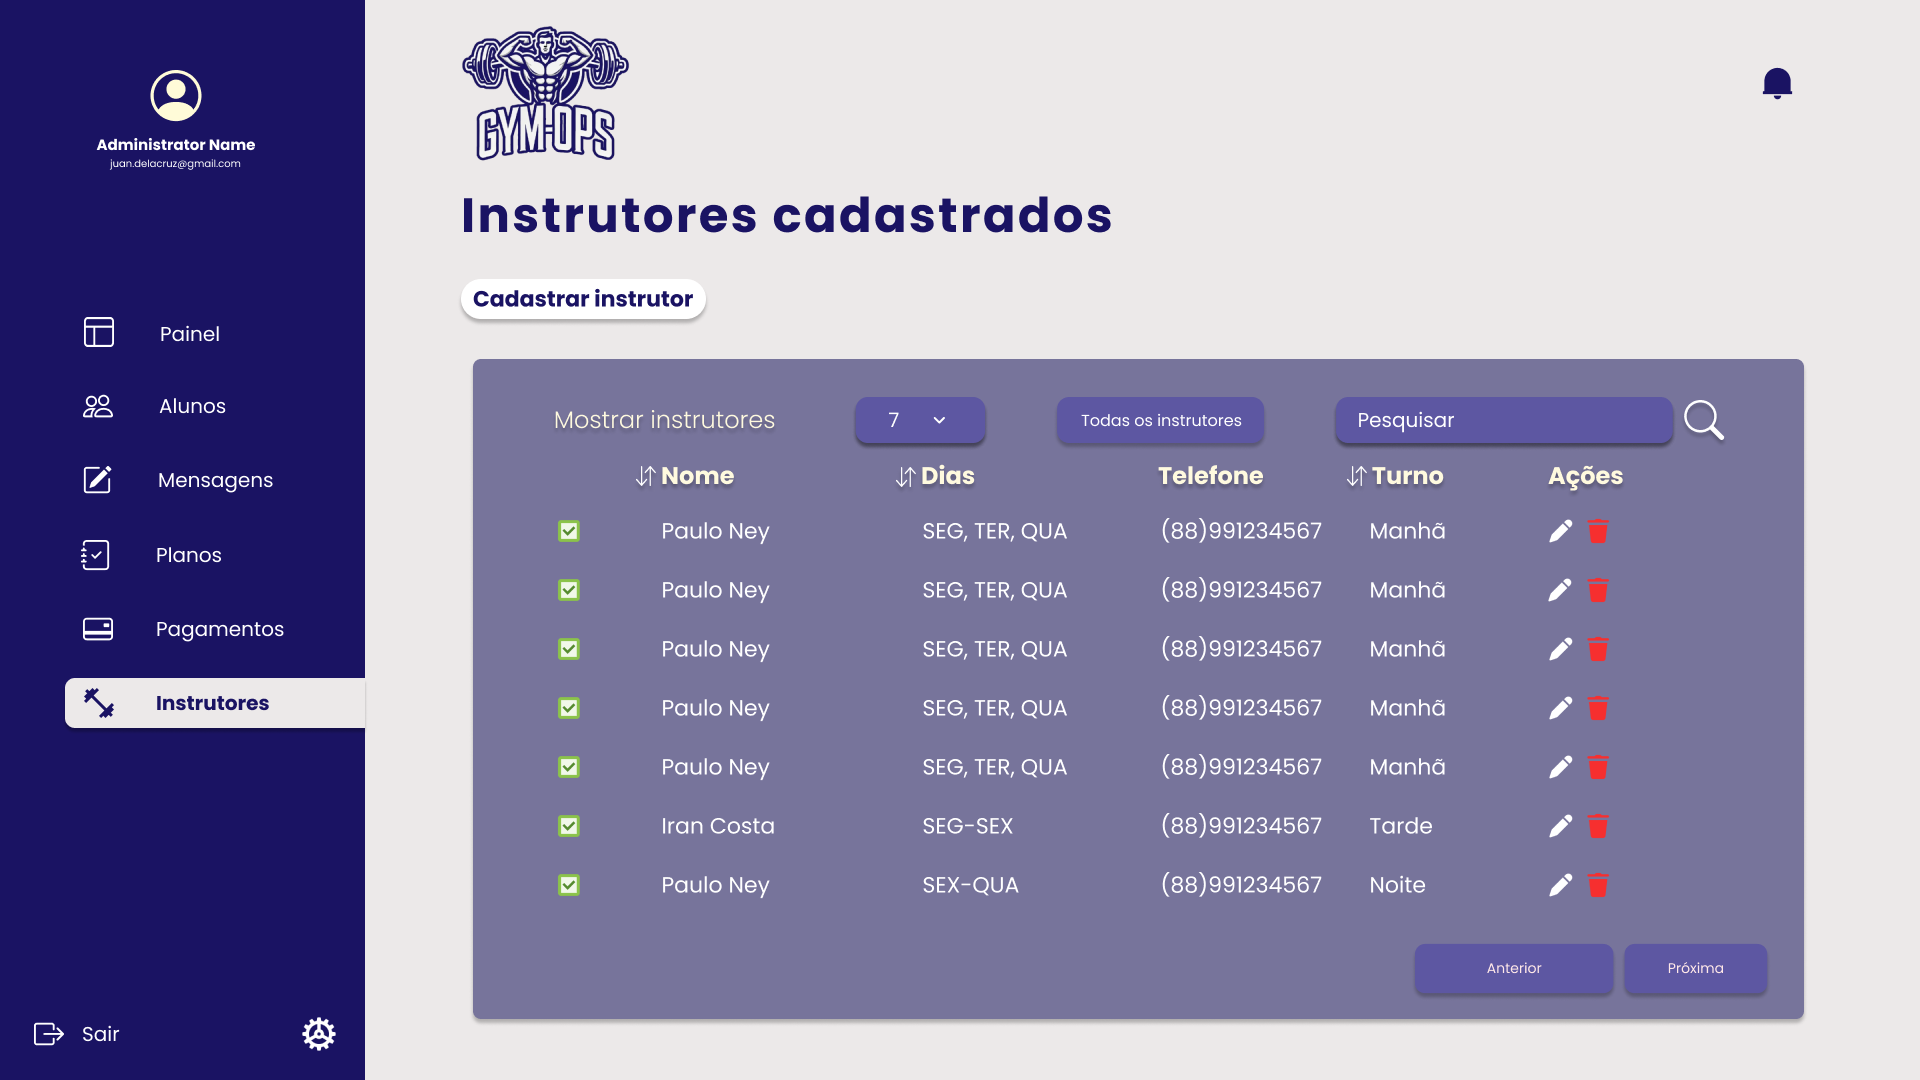 Administrator Name
juan.delacruz@gmail.com
Painel
Alunos
Mensagens
Planos
Pagamentos
Instrutores
Sair
GYM-OPS
Instrutores cadastrados
Cadastrar instrutor
Mostrar instrutores 7 Todas os instrutores Pesquisar
Nome Dias Telefone Turno Ações
Paulo Ney SEG, TER, QUA (88)991234567 Manhã
Paulo Ney SEG, TER, QUA (88)991234567 Manhã
Paulo Ney SEG, TER, QUA (88)991234567 Manhã
Paulo Ney SEG, TER, QUA (88)991234567 Manhã
Paulo Ney SEG, TER, QUA (88)991234567 Manhã
Iran Costa SEG-SEX (88)991234567 Tarde
Paulo Ney SEX-QUA (88)991234567 Noite
Anterior Próxima